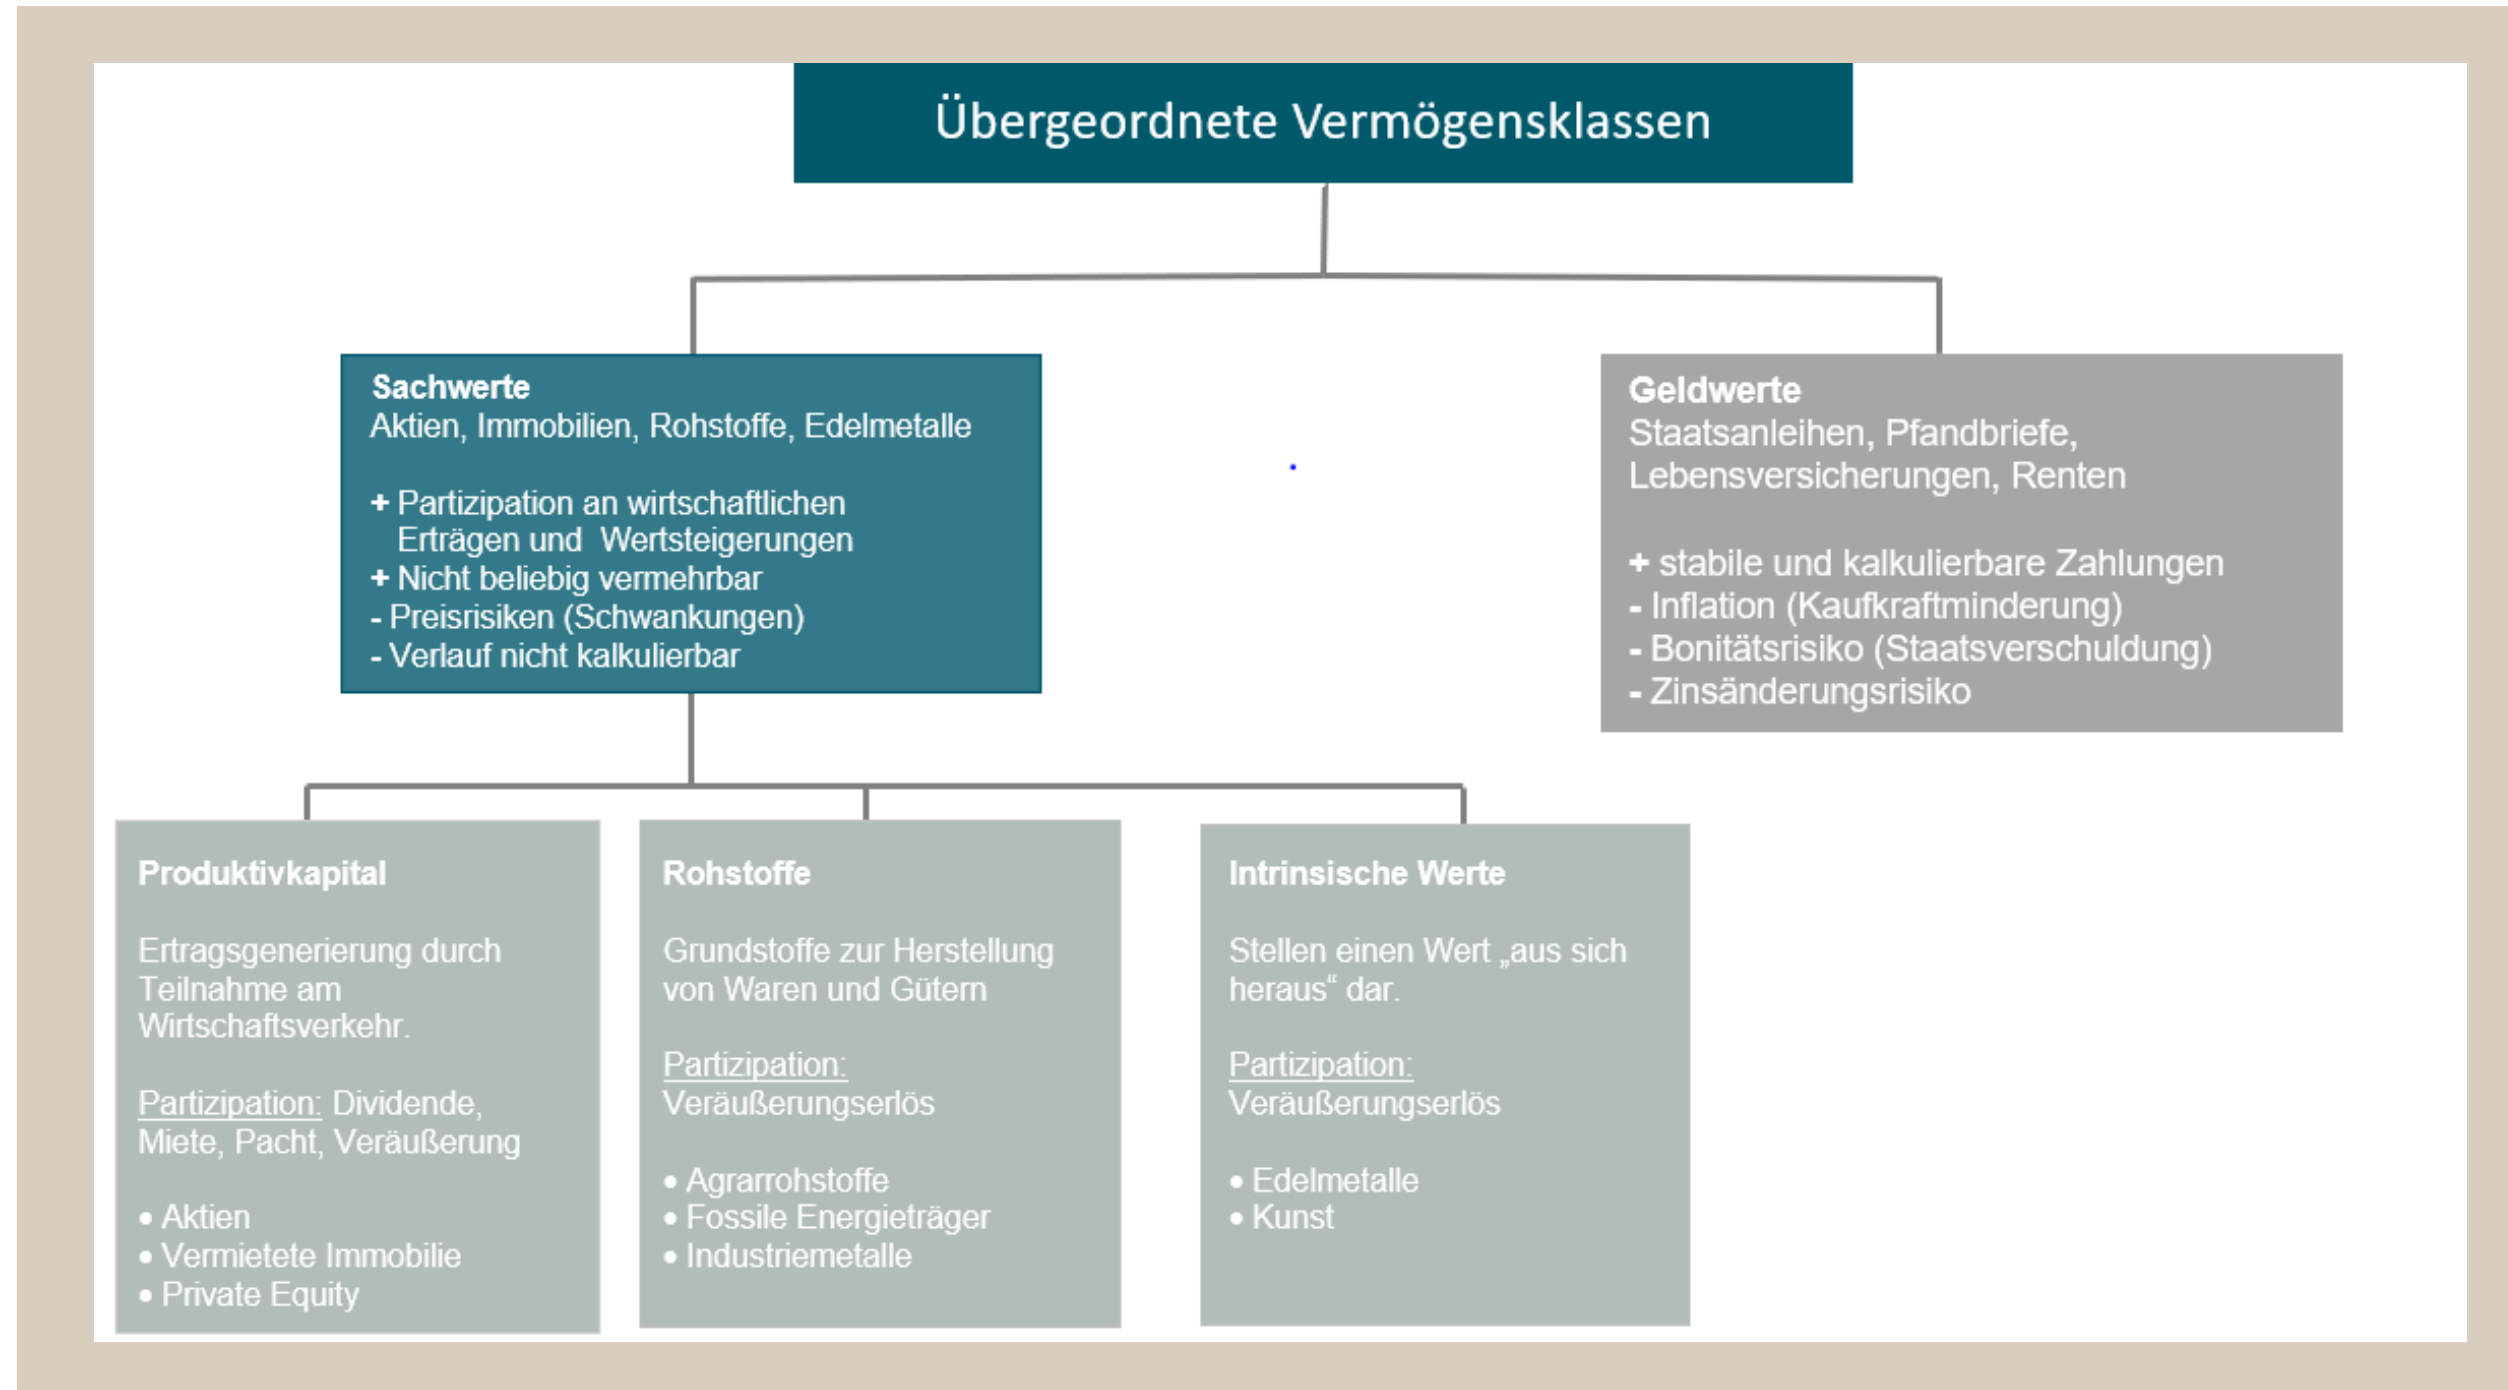 Übergeordnete Vermögensklassen
Sachwerte
Aktien, Immobilien, Rohstoffe, Edelmetalle
+ Partizipation an wirtschaftlichen
Erträgen und  Wertsteigerungen
+ Nicht beliebig vermehrbar
- Preisrisiken (Schwankungen)
- Verlauf nicht kalkulierbar
Geldwerte
Staatsanleihen, Pfandbriefe,
Lebensversicherungen, Renten
+ stabile und kalkulierbare Zahlungen
- Inflation (Kaufkraftminderung)
- Bonitätsrisiko (Staatsverschuldung)
- Zinsänderungsrisiko
Produktivkapital
Ertragsgenerierung durch
Teilnahme am
Wirtschaftsverkehr.
Partizipation: Dividende,
Miete, Pacht, Veräußerung
• Aktien
• Vermietete Immobilie
• Private Equity
Rohstoffe
Grundstoffe zur Herstellung
von Waren und Gütern
Partizipation:
Veräußerungserlös
• Agrarrohstoffe
• Fossile Energieträger
• Industriemetalle
Intrinsische Werte
Stellen einen Wert „aus sich
heraus“ dar.
Partizipation:
Veräußerungserlös
• Edelmetalle
• Kunst